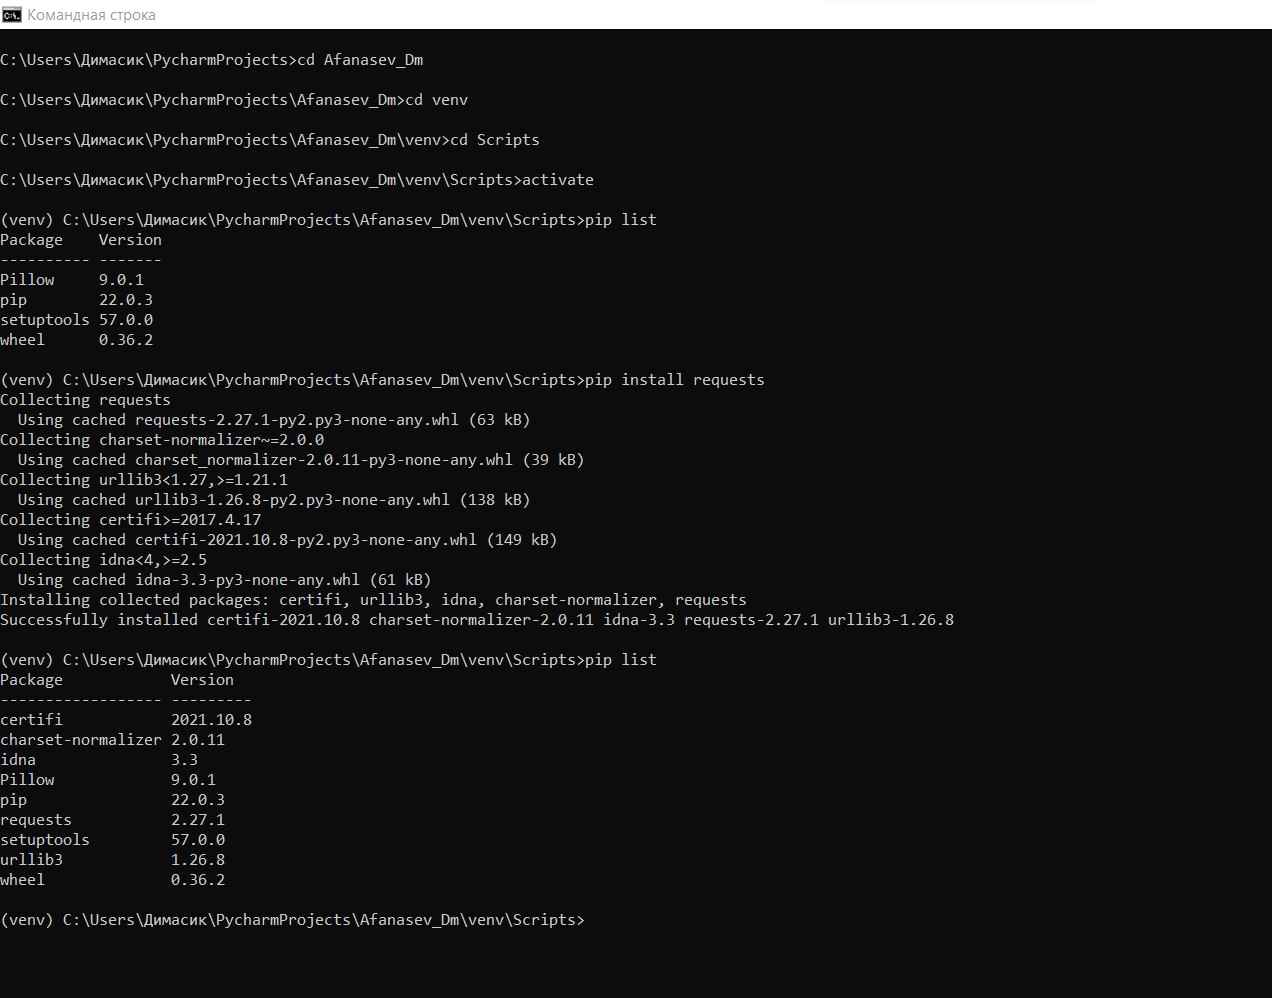 Командная строка
C:\Users\Димасик\PycharmProjects>cd Afanasev_Dm
C:\Users\Димасик\PycharmProjects\Afanasev_Dm>cd venv
C:\Users\Димасик\PycharmProjects\Afanasev_Dm\venv>cd Scripts
C:\Users\Димасик\PycharmProjects\Afanasev_Dm\venv\Scripts>activate
(venv) C:\Users\Димасик\PycharmProjects\Afanasev_Dm\venv\Scripts>pip list
Package    Version
---------- -------
Pillow     9.0.1
pip        22.0.3
setuptools 57.0.0
wheel      0.36.2
(venv) C:\Users\Димасик\PycharmProjects\Afanasev_Dm\venv\Scripts>pip install requests
Collecting requests
  Using cached requests-2.27.1-py2.py3-none-any.whl (63 kB)
Collecting charset-normalizer~=2.0.0
  Using cached charset_normalizer-2.0.11-py3-none-any.whl (39 kB)
Collecting urllib3<1.27,>=1.21.1
  Using cached urllib3-1.26.8-py2.py3-none-any.whl (138 kB)
Collecting certifi>=2017.4.17
  Using cached certifi-2021.10.8-py2.py3-none-any.whl (149 kB)
Collecting idna<4,>=2.5
  Using cached idna-3.3-py3-none-any.whl (61 kB)
Installing collected packages: certifi, urllib3, idna, charset-normalizer, requests
Successfully installed certifi-2021.10.8 charset-normalizer-2.0.11 idna-3.3 requests-2.27.1 urllib3-1.26.8
(venv) C:\Users\Димасик\PycharmProjects\Afanasev_Dm\venv\Scripts>pip list
Package            Version
------------------ ---------
certifi            2021.10.8
charset-normalizer 2.0.11
idna               3.3
Pillow             9.0.1
pip                22.0.3
requests           2.27.1
setuptools         57.0.0
urllib3            1.26.8
wheel              0.36.2
(venv) C:\Users\Димасик\PycharmProjects\Afanasev_Dm\venv\Scripts>